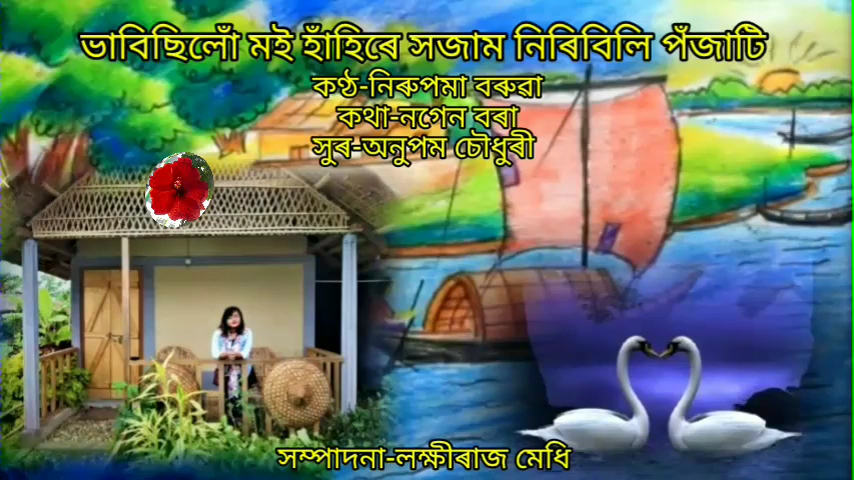 ভাবিছিলোঁ মই হাঁহিৰে সজাম নিৰিবিলি পঁজাটি
কণ্ঠ-নিৰুপমা বৰুৱা
কথা-নগেন বৰা
সুৰ-অনুপম চৌধুৰী
সম্পাদনা-লক্ষীৰাজ মেধি